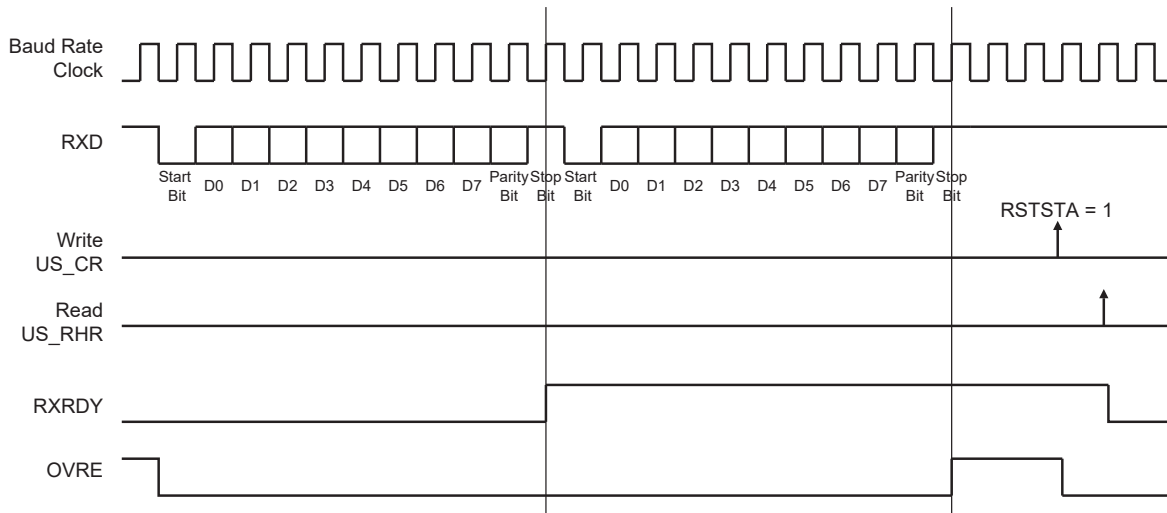 Baud Rate
Clock
RXD
Start
Bit
D0
D1
D2
D3
D4
D5
D6
D7
Parity
Bit
Stop
Bit
Start
Bit
D0
D1
D2
D3
D4
D5
D6
D7
Parity
Bit
Stop
Bit
RSTSTA = 1
Write
US_CR
Read
US_RHR
RXRDY
OVRE